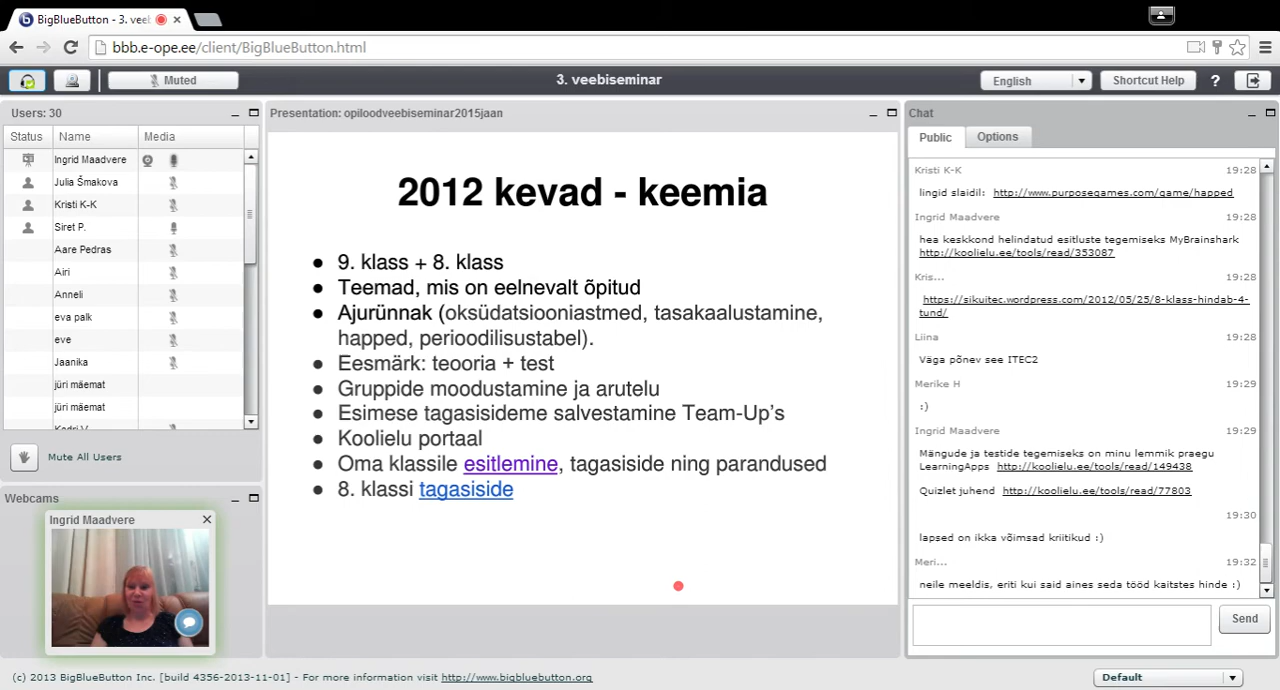 BigBlueButton - 3. veel
bbb.e-ope.ee/client/BigBlueButton.html
Muted
3. veebiseminar
English
Shortcut Help
?
Users: 30
Status Name Media
Ingrid Maadvere
Julia Šmakova
Kristi K-K
Siret P.
Aare Pedras
Airi
Anneli
eva palk
eve
Jaanika
jüri mäemat
jüri mäemat
Kadri V
Mute All Users
Webcams
Ingrid Maadvere
Presentation: opiloodveebiseminar2015jaan
2012 kevad - keemia
● 9. klass + 8. klass
● Teemad, mis on eelnevalt õpitud
● Ajurünnak (oksüdatsiooniastmed, tasakaalustamine,
happed, perioodilisustabel).
● Eesmärk: teooria + test
● Gruppide moodustamine ja arutelu
● Esimese tagasisideme salvestamine Team-Up's
● Koolielu portaal
● Oma klassile esitlemine, tagasiside ning parandused
● 8. klassi tagasiside
Chat
Public Options
Kristi K-K 19:28
lingid slaidil: http://www.purposegames.com/game/happed
Ingrid Maadvere 19:28
hea keskkond helindatud esitluste tegemiseks MyBrainshark
http://koolielu.ee/tools/read/353087
Kris... 19:28
https://sikuitec.wordpress.com/2012/05/25/8-klass-hindab-4-
tund/
Liina 19:28
Väga põnev see ITEC2
Merike H 19:29
:)
Ingrid Maadvere 19:29
Mängude ja testide tegemiseks on minu lemmik praegu
LearningApps http://koolielu.ee/tools/read/149438
Quizlet juhend http://koolielu.ee/tools/read/77803
19:30
lapsed on ikka võimsad kriitikud :)
Meri... 19:32
neile meeldis, eriti kui said aines seda tööd kaitstes hinde :)
Send
(c) 2013 BigBlueButton Inc. [build 4356-2013-11-01] - For more information visit http://www.bigbluebutton.org
Default